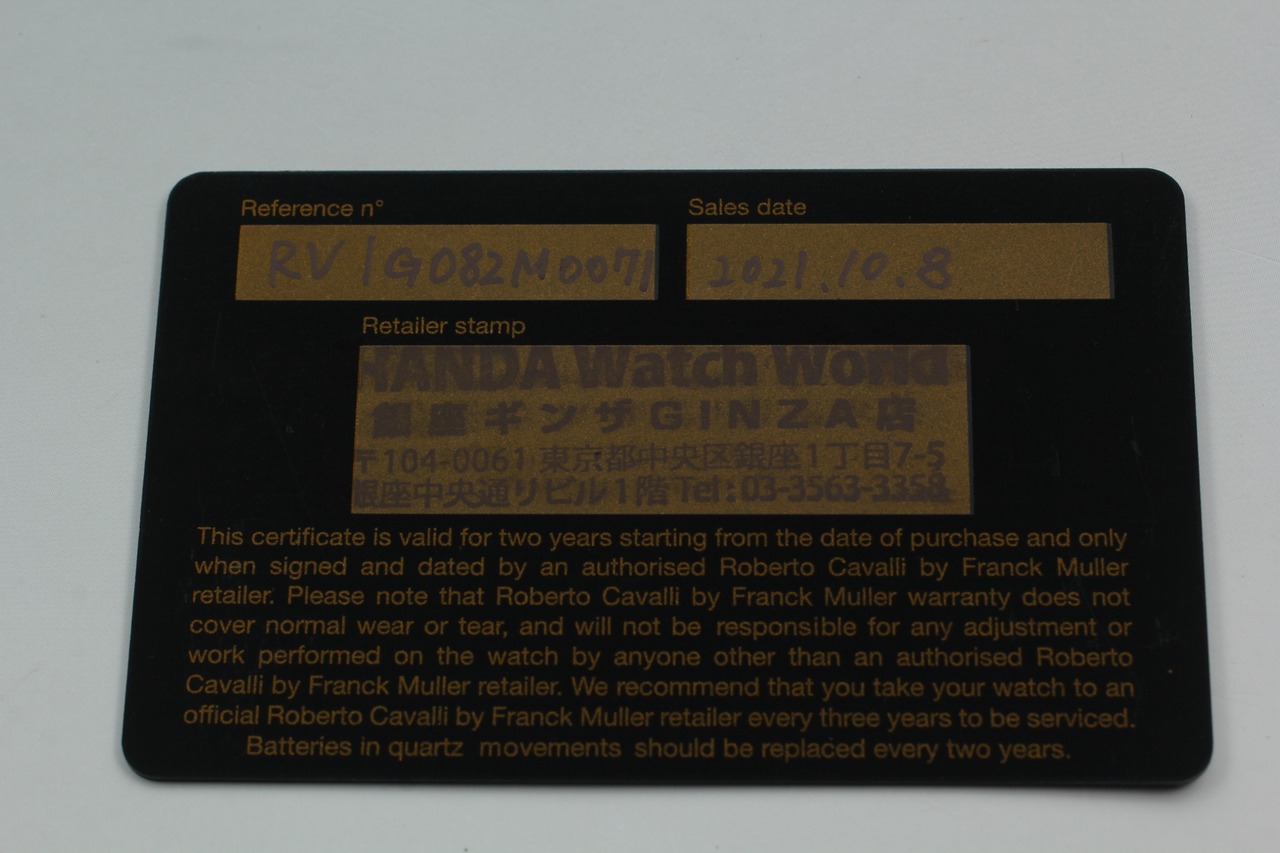 Reference n°
Sales date
RV1G082M0071
2021.10.8
Retailer stamp
HANDA Watch World
銀座ギンザGINZA店
〒104-0061 東京都中央区銀座1丁目7-5
銀座中央通リビル1階 Tel:03-3563-3358
This certificate is valid for two years starting from the date of purchase and only
when signed and dated by an authorised Roberto Cavalli by Franck Muller
retailer. Please note that Roberto Cavalli by Franck Muller warranty does not
cover normal wear or tear, and will not be responsible for any adjustment or
work performed on the watch by anyone other than an authorised Roberto
Cavalli by Franck Muller retailer. We recommend that you take your watch to an
official Roberto Cavalli by Franck Muller retailer every three years to be serviced.
Batteries in quartz movements should be replaced every two years.